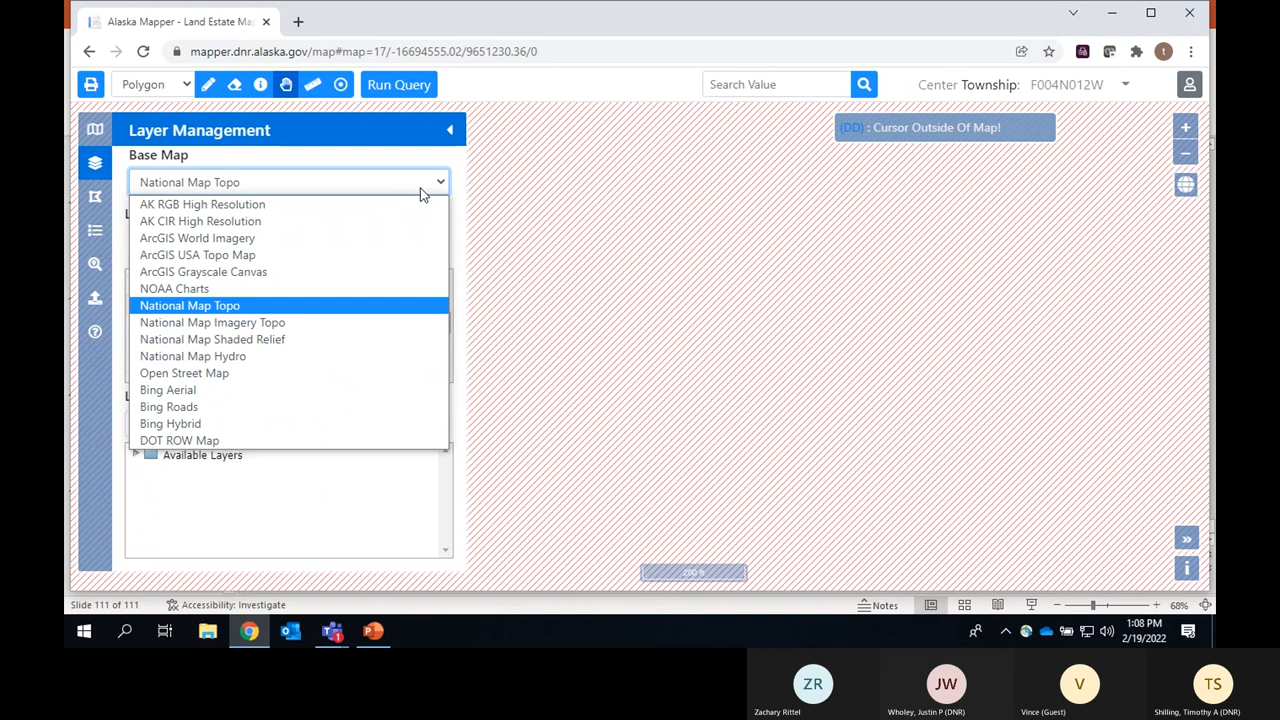 Alaska Mapper - Land Estate Ma
mapper.dnr.alaska.gov/map#map=17/-16694555.02/9651230.36/0
t
Polygon
Run Query
Search Value
Center Township: F004N012W
Layer Management
(DD) : Cursor Outside Of Map!
Base Map
National Map Topo
AK RGB High Resolution
AK CIR High Resolution
ArcGIS World Imagery
ArcGIS USA Topo Map
ArcGIS Grayscale Canvas
NOAA Charts
National Map Topo
National Map Imagery Topo
National Map Shaded Relief
National Map Hydro
Open Street Map
Bing Aerial
Bing Roads
Bing Hybrid
DOT ROW Map
Available Layers
200 ft
Slide 111 of 111
Accessibility: Investigate
Notes
68%
1:08 PM
2/19/2022
ZR
JW
V
TS
Zachary Rittel
Wholey, Justin P (DNR)
Vince (Guest)
Shilling, Timothy A (DNR)